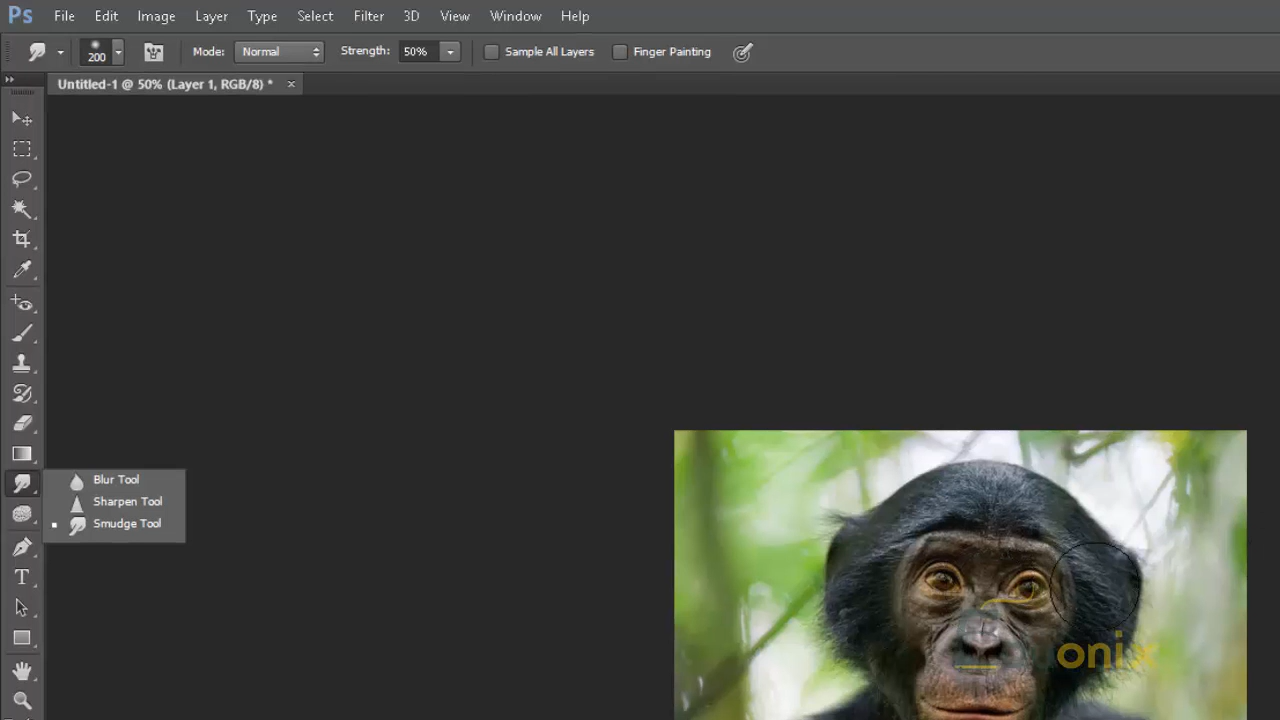 Ps File Edit Image Layer Type Select Filter 3D View Window Help
200 Mode: Normal Strength: 50% Sample All Layers Finger Painting
Untitled-1 @ 50% (Layer 1, RGB/8) * ×
Blur Tool
Sharpen Tool
Smudge Tool
T
onix